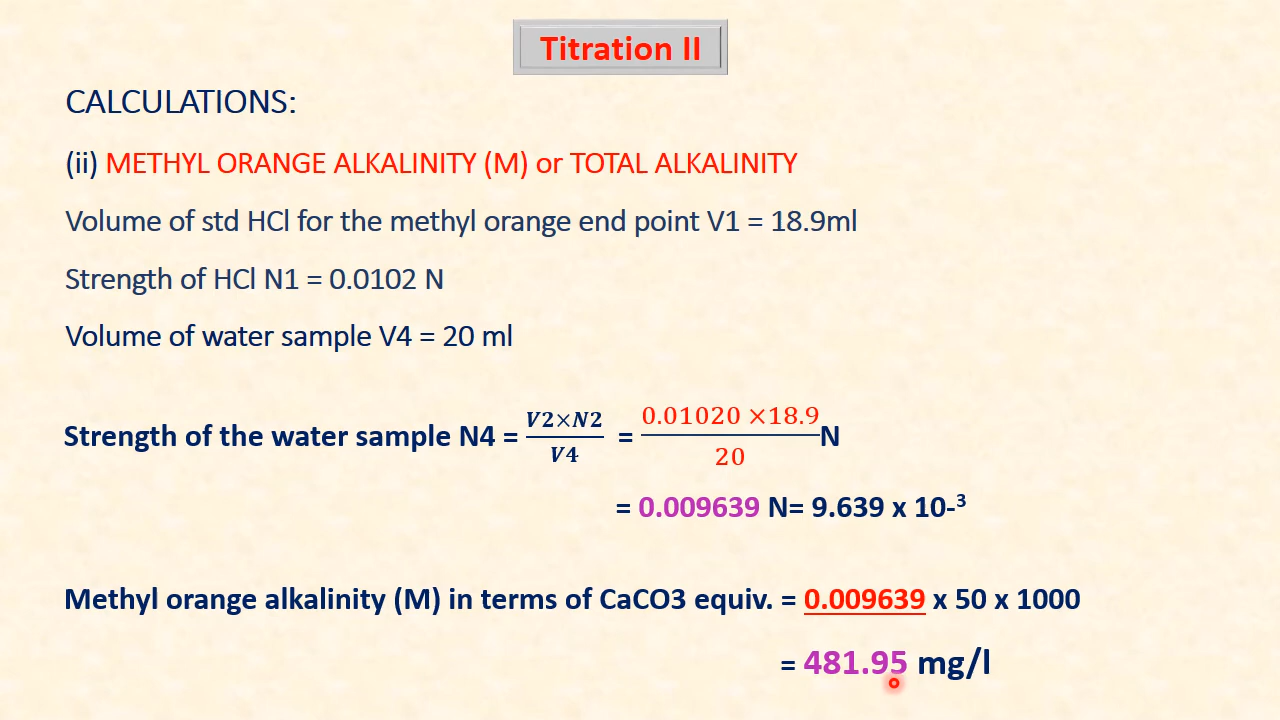 Titration II
CALCULATIONS:
(ii) METHYL ORANGE ALKALINITY (M) or TOTAL ALKALINITY
Volume of std HCl for the methyl orange end point V1 = 18.9ml
Strength of HCl N1 = 0.0102 N
Volume of water sample V4 = 20 ml
Strength of the water sample N4 = V2×N2/V4 = 0.01020 ×18.9/20 N
= 0.009639 N= 9.639 x 10-³
Methyl orange alkalinity (M) in terms of CaCO3 equiv. = 0.009639 x 50 x 1000
= 481.95 mg/l